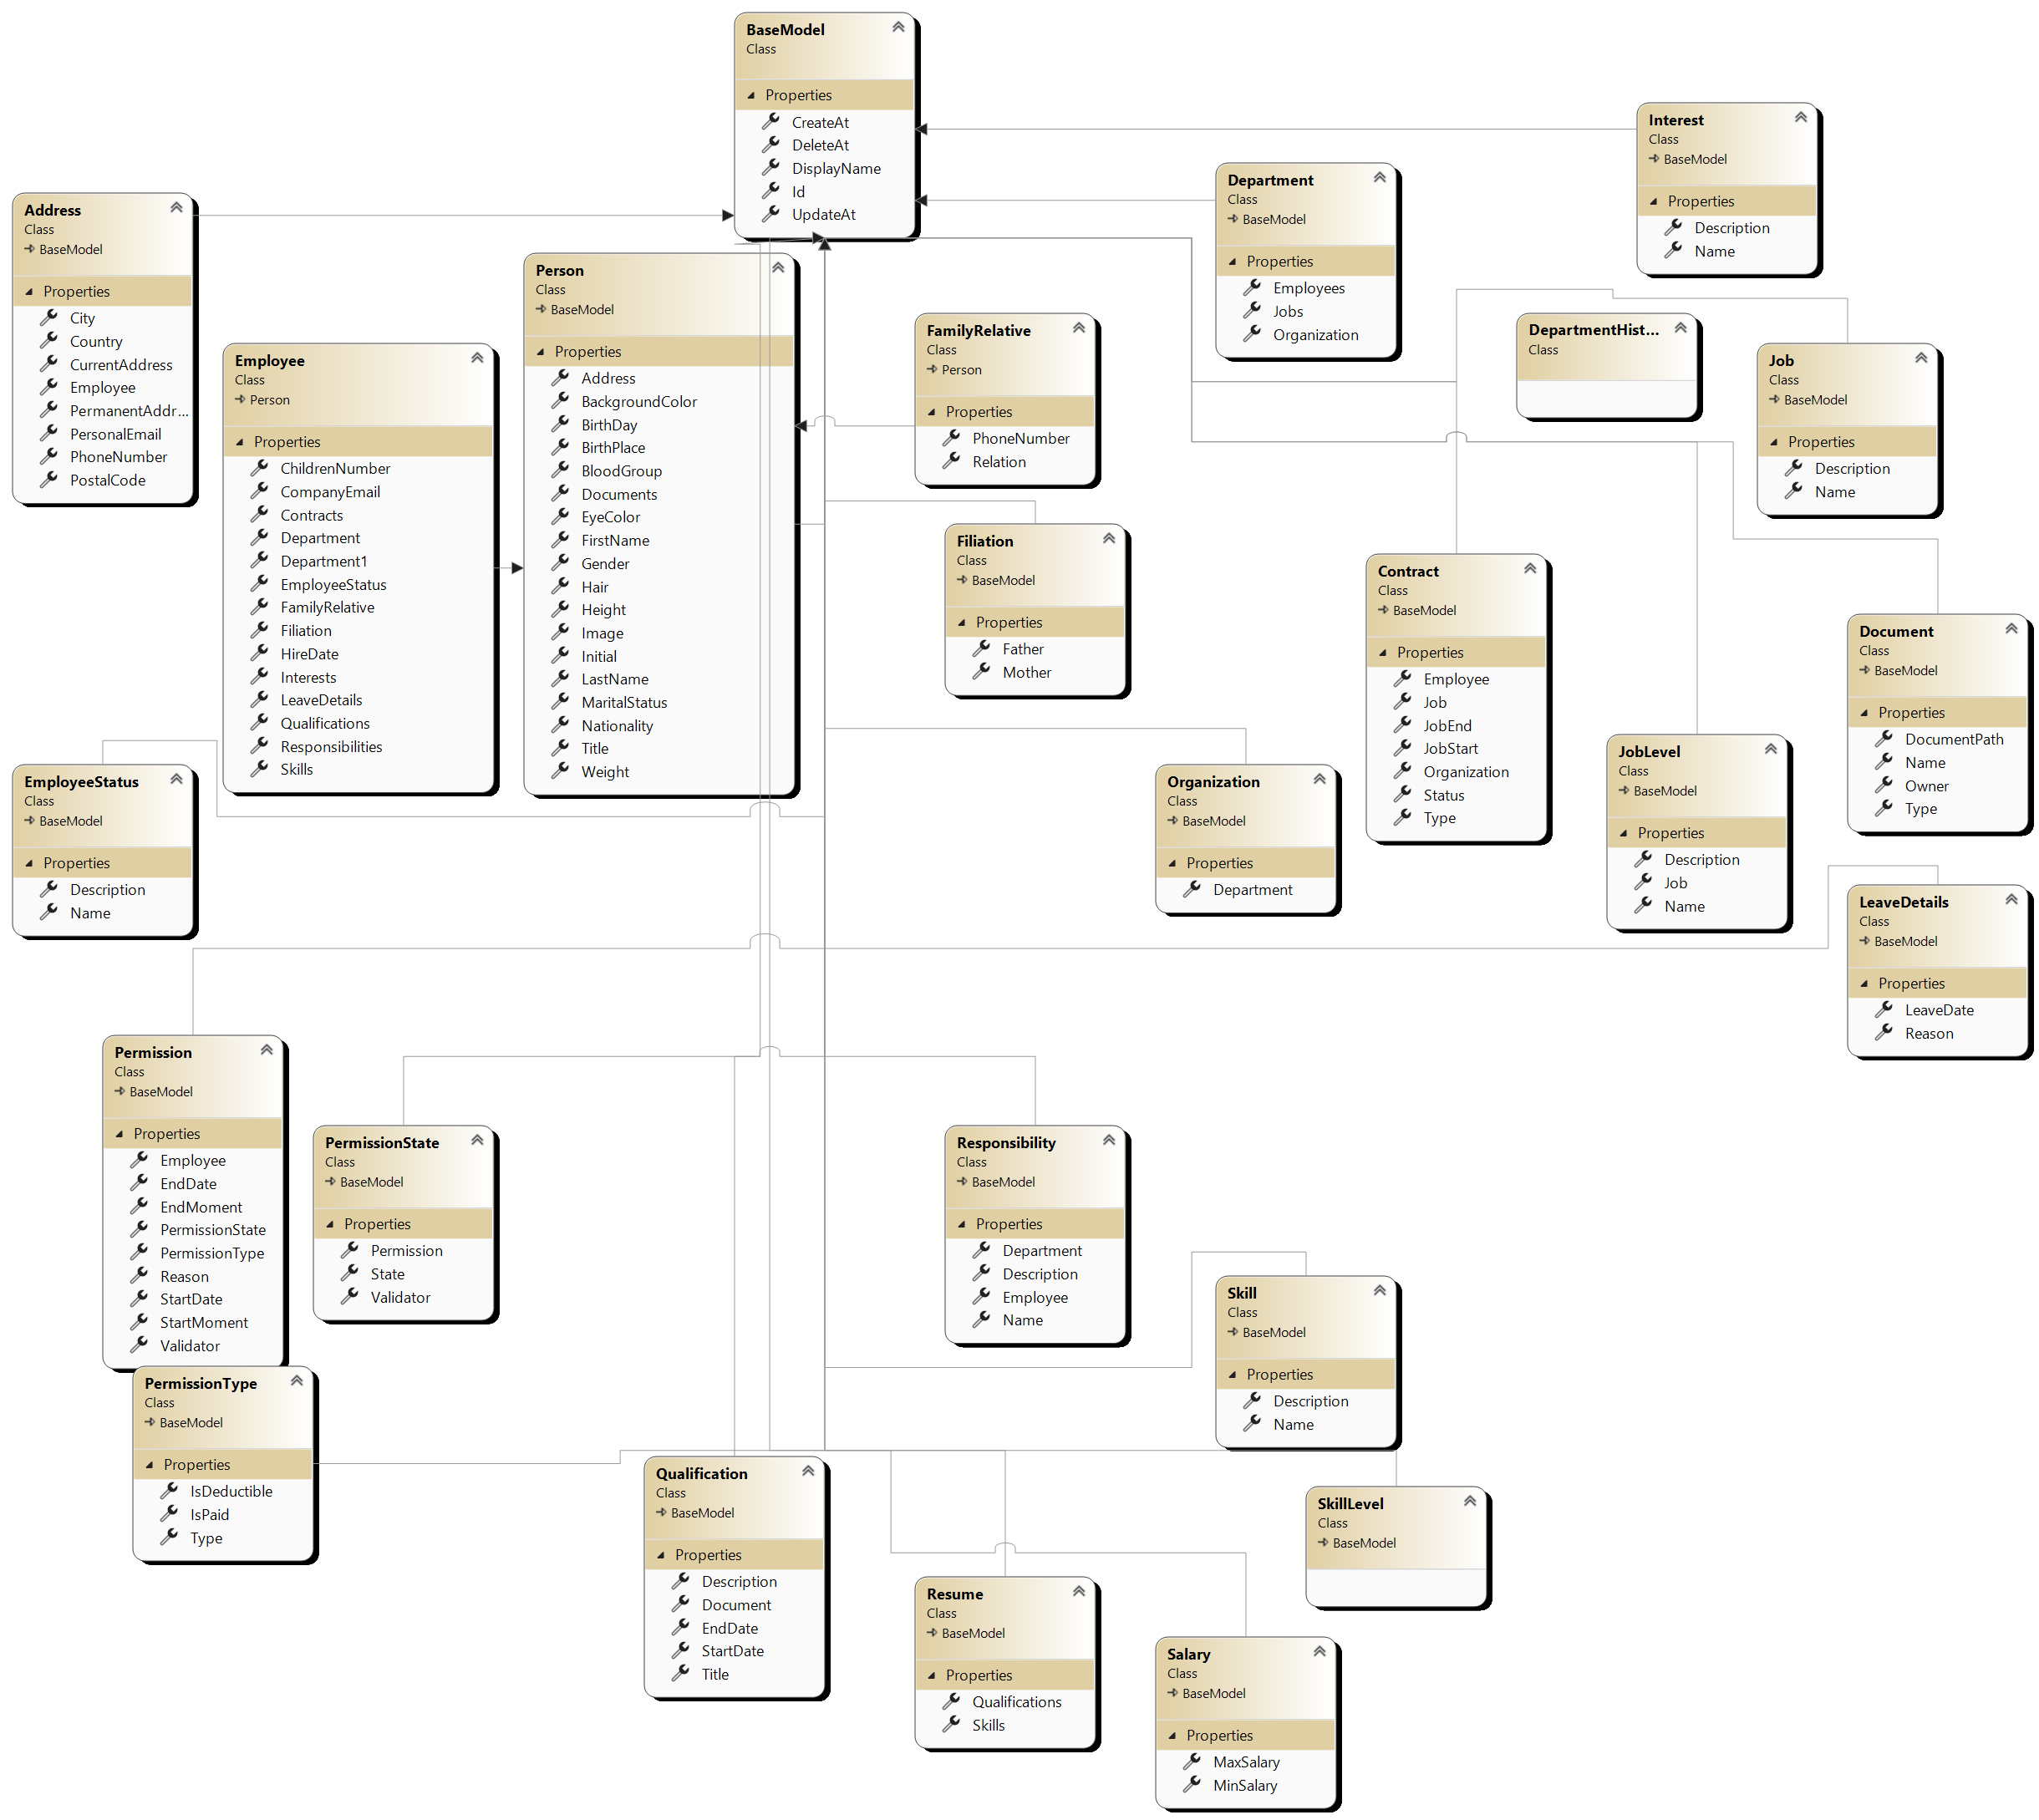 BaseModel
Class
Properties
CreateAt
DeleteAt
DisplayName
Id
UpdateAt
Interest
Class
BaseModel
Properties
Description
Name
Department
Class
BaseModel
Properties
Employees
Jobs
Organization
Address
Class
BaseModel
Properties
City
Country
CurrentAddress
Employee
PermanentAddr...
PersonalEmail
PhoneNumber
PostalCode
Person
Class
BaseModel
Properties
Address
BackgroundColor
BirthDay
BirthPlace
BloodGroup
Documents
EyeColor
FirstName
Gender
Hair
Height
Image
Initial
LastName
MaritalStatus
Nationality
Title
Weight
FamilyRelative
Class
Person
Properties
PhoneNumber
Relation
DepartmentHist...
Class
Employee
Class
Person
Properties
ChildrenNumber
CompanyEmail
Contracts
Department
Department1
EmployeeStatus
FamilyRelative
Filiation
HireDate
Interests
LeaveDetails
Qualifications
Responsibilities
Skills
Job
Class
BaseModel
Properties
Description
Name
Filiation
Class
BaseModel
Properties
Father
Mother
Contract
Class
BaseModel
Properties
Employee
Job
JobEnd
JobStart
Organization
Status
Type
Document
Class
BaseModel
Properties
DocumentPath
Name
Owner
Type
JobLevel
Class
BaseModel
Properties
Description
Job
Name
EmployeeStatus
Class
BaseModel
Properties
Description
Name
Organization
Class
BaseModel
Properties
Department
LeaveDetails
Class
BaseModel
Properties
LeaveDate
Reason
Permission
Class
BaseModel
Properties
Employee
EndDate
EndMoment
PermissionState
PermissionType
Reason
StartDate
StartMoment
Validator
PermissionState
Class
BaseModel
Properties
Permission
State
Validator
Responsibility
Class
BaseModel
Properties
Department
Description
Employee
Name
Skill
Class
BaseModel
Properties
Description
Name
PermissionType
Class
BaseModel
Properties
IsDeductible
IsPaid
Type
Qualification
Class
BaseModel
Properties
Description
Document
EndDate
StartDate
Title
SkillLevel
Class
BaseModel
Resume
Class
BaseModel
Properties
Qualifications
Skills
Salary
Class
BaseModel
Properties
MaxSalary
MinSalary